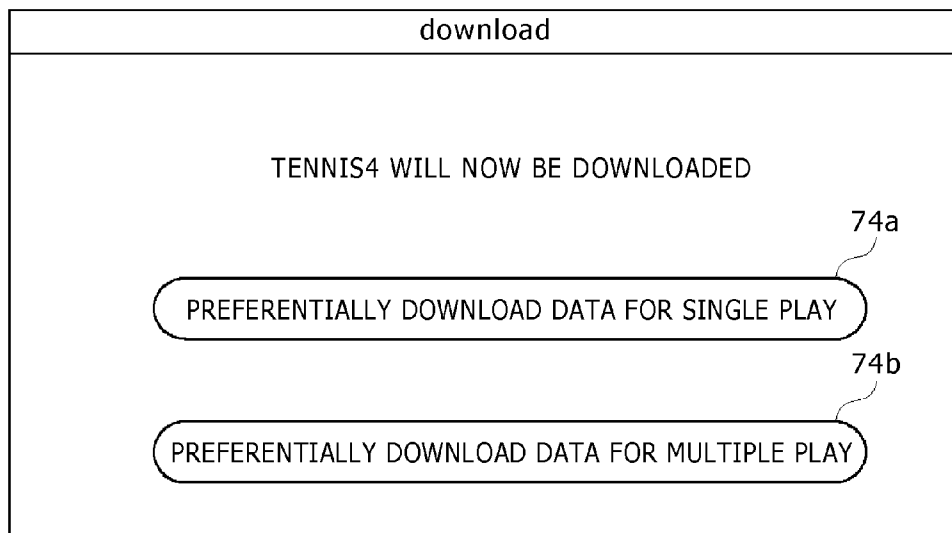 download
TENNIS4 WILL NOW BE DOWNLOADED
74a
PREFERENTIALLY DOWNLOAD DATA FOR SINGLE PLAY
74b
PREFERENTIALLY DOWNLOAD DATA FOR MULTIPLE PLAY